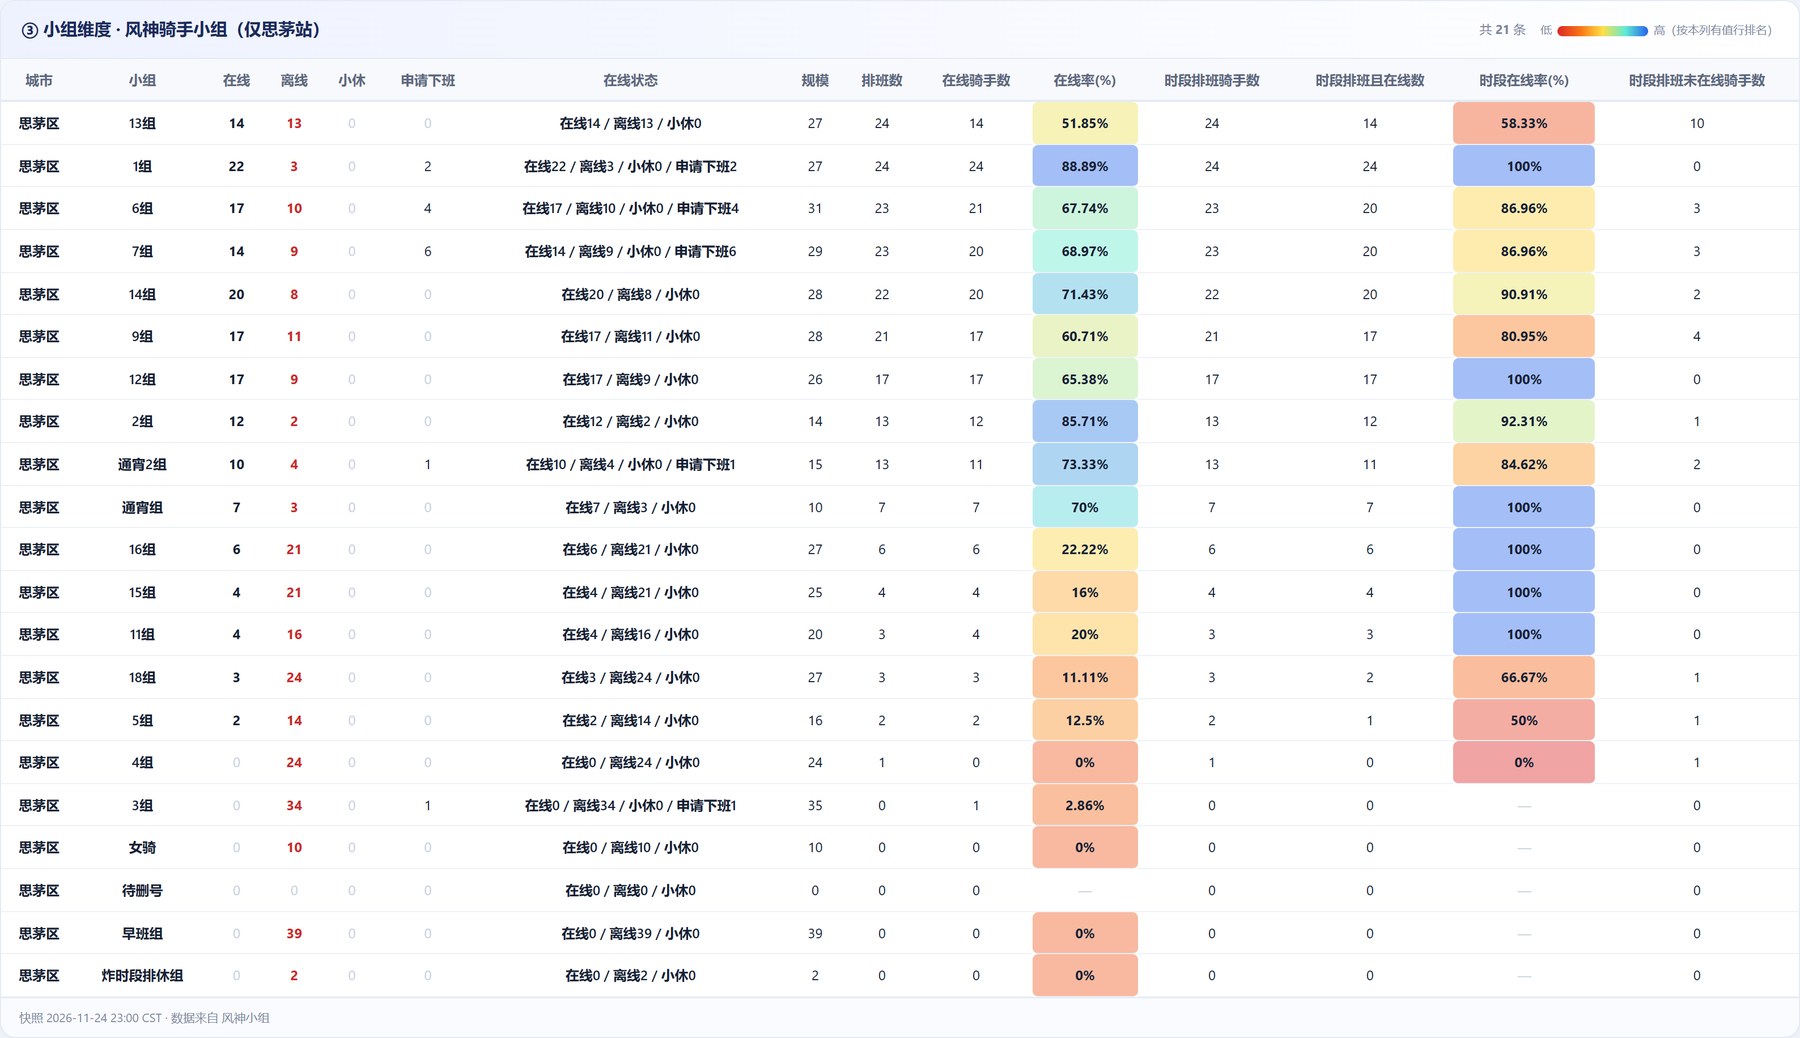 ③ 小组维度 · 风神骑手小组（仅思茅站）
共 21 条 低 高 (按本列有值行排名)
城市 小组 在线 离线 小休 申请下班 在线状态 规模 排班数 在线骑手数 在线率(%) 时段排班骑手数 时段排班且在线数 时段在线率(%) 时段排班未在线骑手数
思茅区 13组 14 13 0 0 在线14 / 离线13 / 小休0 27 24 14 51.85% 24 14 58.33% 10
思茅区 1组 22 3 0 2 在线22 / 离线3 / 小休0 / 申请下班2 27 24 24 88.89% 24 24 100% 0
思茅区 6组 17 10 0 4 在线17 / 离线10 / 小休0 / 申请下班4 31 23 21 67.74% 23 20 86.96% 3
思茅区 7组 14 9 0 6 在线14 / 离线9 / 小休0 / 申请下班6 29 23 20 68.97% 23 20 86.96% 3
思茅区 14组 20 8 0 0 在线20 / 离线8 / 小休0 28 22 20 71.43% 22 20 90.91% 2
思茅区 9组 17 11 0 0 在线17 / 离线11 / 小休0 28 21 17 60.71% 21 17 80.95% 4
思茅区 12组 17 9 0 0 在线17 / 离线9 / 小休0 26 17 17 65.38% 17 17 100% 0
思茅区 2组 12 2 0 0 在线12 / 离线2 / 小休0 14 13 12 85.71% 13 12 92.31% 1
思茅区 通宵2组 10 4 0 1 在线10 / 离线4 / 小休0 / 申请下班1 15 13 11 73.33% 13 11 84.62% 2
思茅区 通宵组 7 3 0 0 在线7 / 离线3 / 小休0 10 7 7 70% 7 7 100% 0
思茅区 16组 6 21 0 0 在线6 / 离线21 / 小休0 27 6 6 22.22% 6 6 100% 0
思茅区 15组 4 21 0 0 在线4 / 离线21 / 小休0 25 4 4 16% 4 4 100% 0
思茅区 11组 4 16 0 0 在线4 / 离线16 / 小休0 20 3 4 20% 3 3 100% 0
思茅区 18组 3 24 0 0 在线3 / 离线24 / 小休0 27 3 3 11.11% 3 2 66.67% 1
思茅区 5组 2 14 0 0 在线2 / 离线14 / 小休0 16 2 2 12.5% 2 1 50% 1
思茅区 4组 0 24 0 0 在线0 / 离线24 / 小休0 24 1 0 0% 1 0 0% 1
思茅区 3组 0 34 0 1 在线0 / 离线34 / 小休0 / 申请下班1 35 0 1 2.86% 0 0 — 0
思茅区 女骑 0 10 0 0 在线0 / 离线10 / 小休0 10 0 0 0% 0 0 — 0
思茅区 待删号 0 0 0 0 在线0 / 离线0 / 小休0 0 0 0 — 0 0 — 0
思茅区 早班组 0 39 0 0 在线0 / 离线39 / 小休0 39 0 0 0% 0 0 — 0
思茅区 炸时段排休组 0 2 0 0 在线0 / 离线2 / 小休0 2 0 0 0% 0 0 — 0
快照 2026-11-24 23:00 CST · 数据来自 风神小组